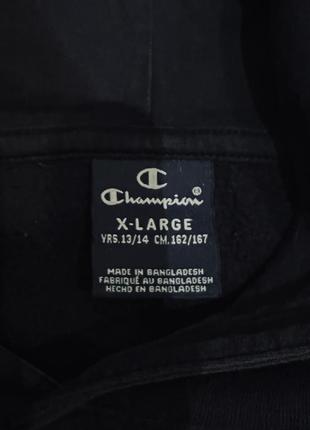 Champion
X-LARGE
YRS.13/14 CM.162/167
MADE IN BANGLADESH
FABRIQUÉ AU BANGLADESH
HECHO EN BANGLADESH